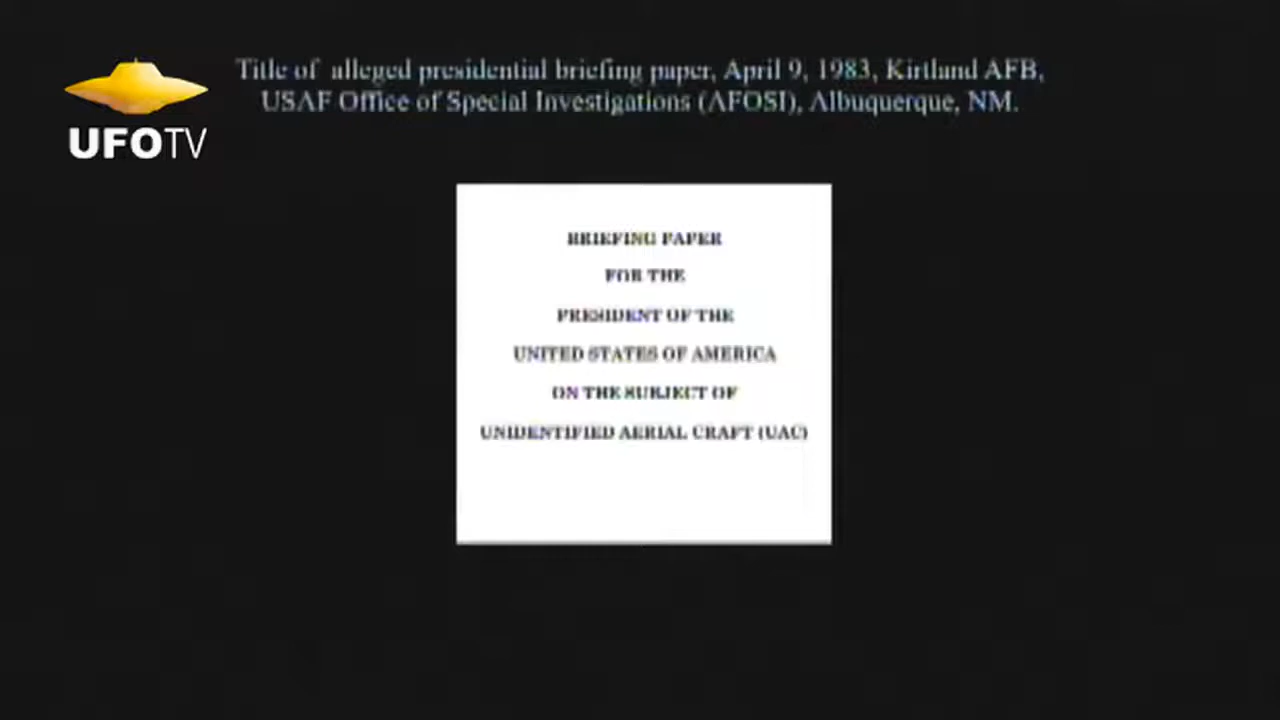 Title of alleged presidential briefing paper, April 9, 1983, Kirtland AFB,
USAF Office of Special Investigations (AFOSI), Albuquerque, NM.
UFOTV
BRIEFING PAPER
FOR THE
PRESIDENT OF THE
UNITED STATES OF AMERICA
ON THE SUBJECT OF
UNIDENTIFIED AERIAL CRAFT (UAC)